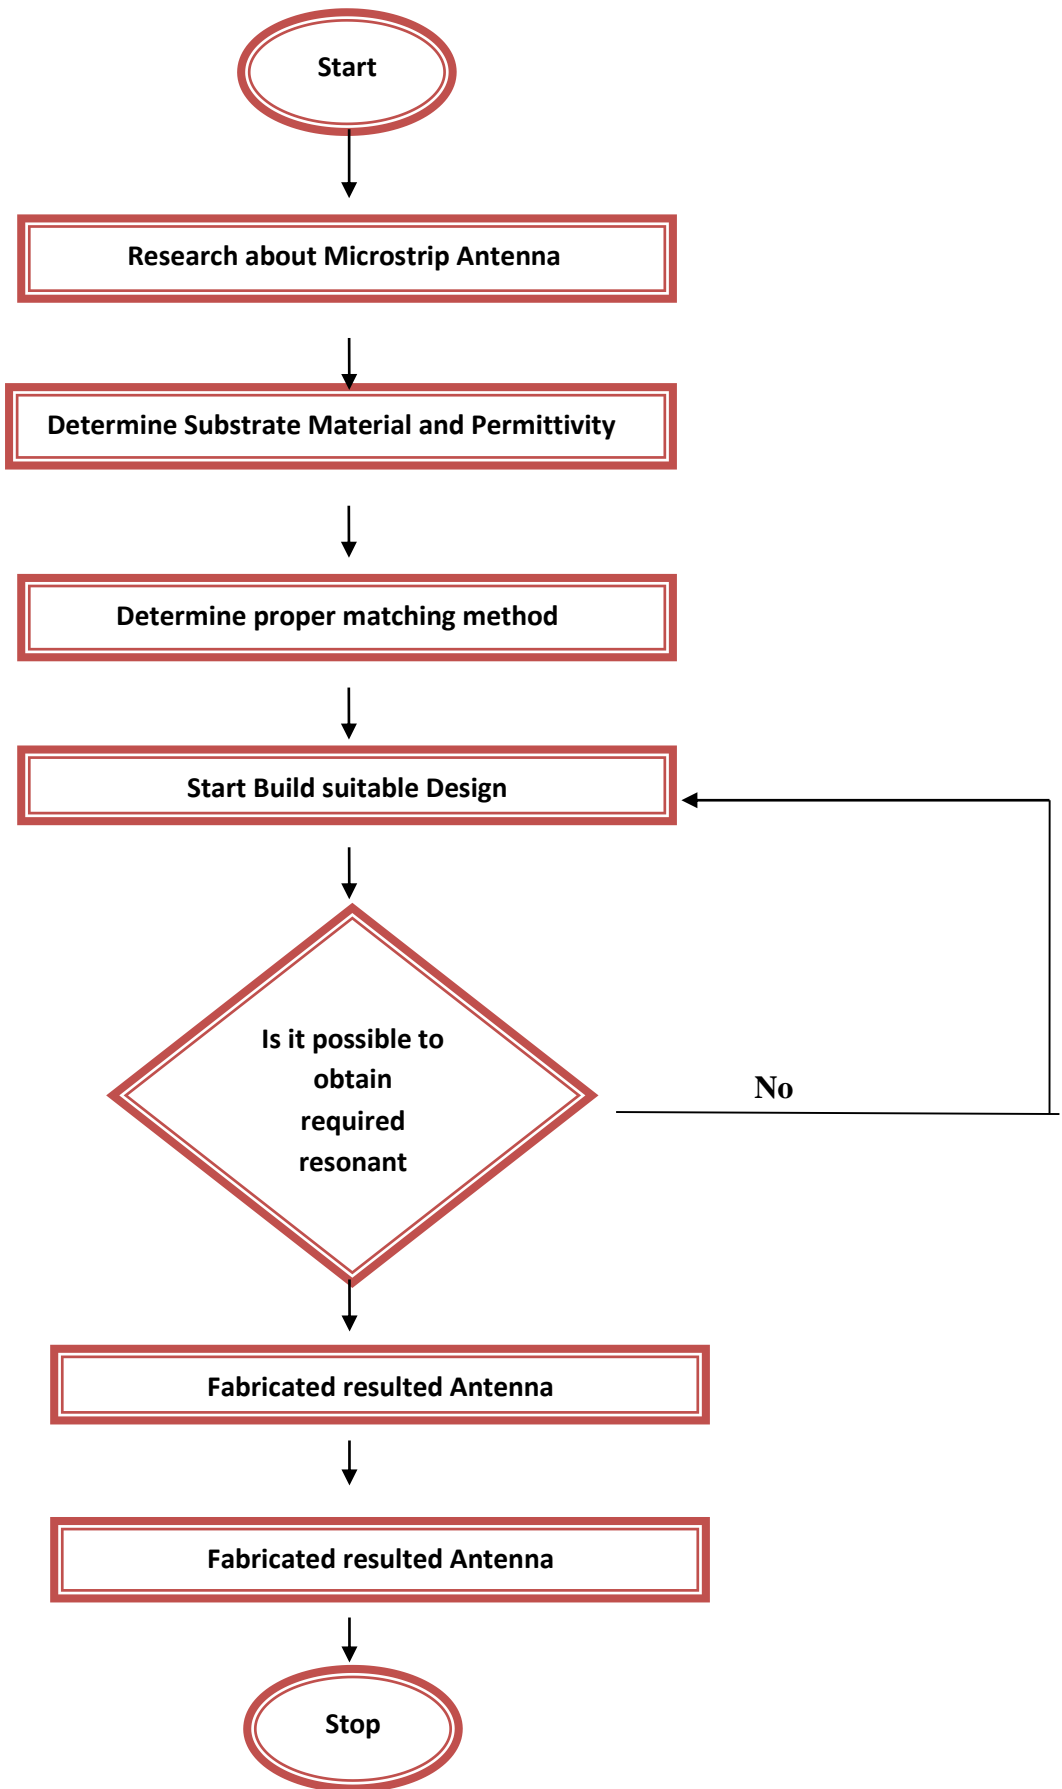 Start
Research about Microstrip Antenna
Determine Substrate Material and Permittivity
Determine proper matching method
Start Build suitable Design
Is it possible to
obtain
required
resonant
No
Fabricated resulted Antenna
Fabricated resulted Antenna
Stop